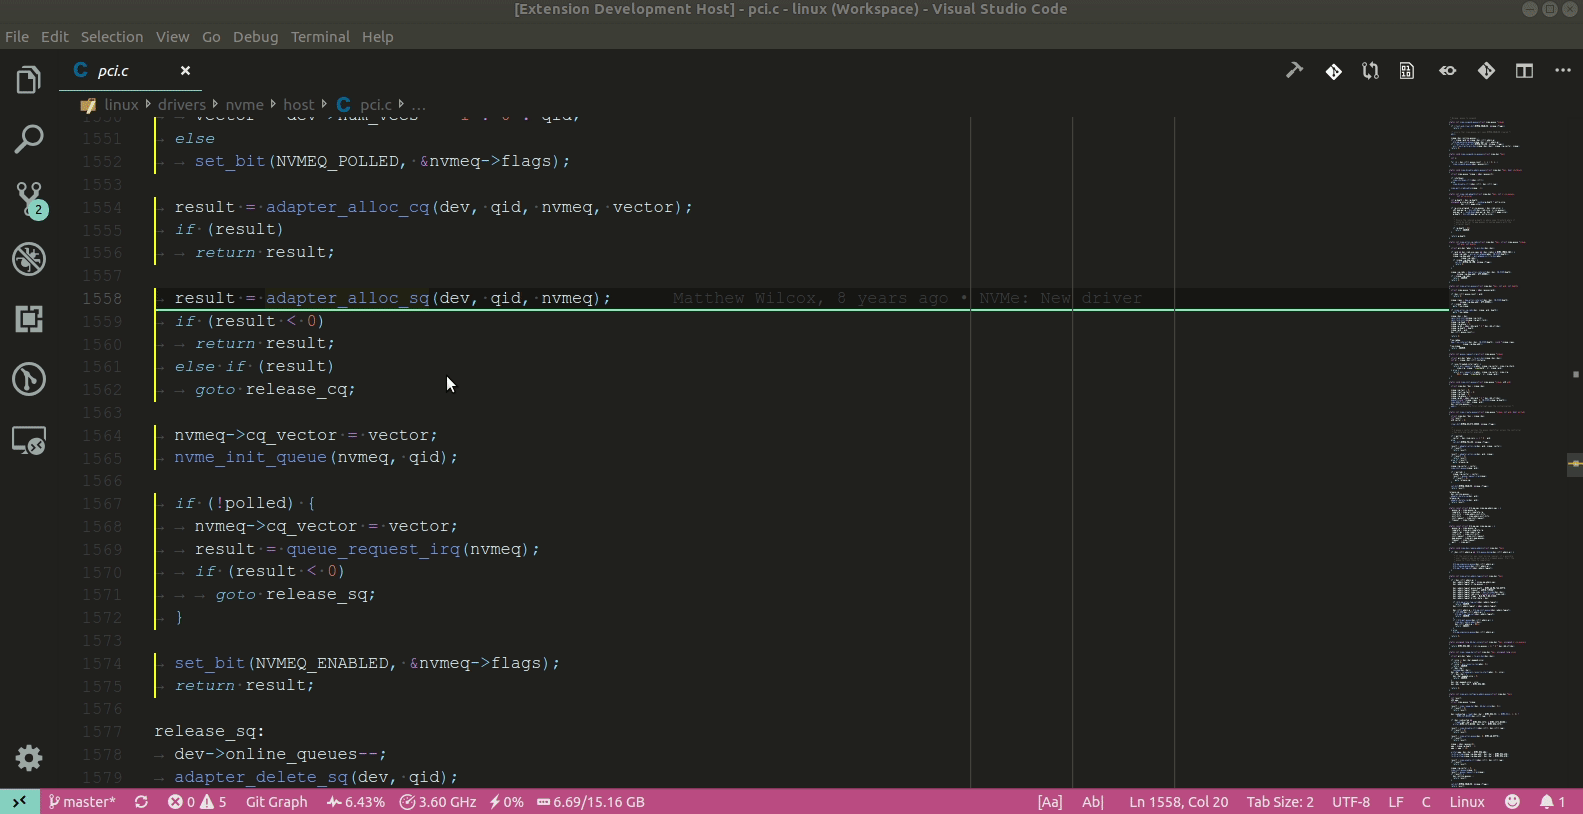 [Extension Development Host] - pci.c - linux (Workspace) - Visual Studio Code
File Edit Selection View Go Debug Terminal Help
C pci.c ×
linux drivers nvme host C pci.c ...
1551 else
1552 set_bit(NVMEQ_POLLED, &nvmeq->flags);
1553
1554 result = adapter_alloc_cq(dev, qid, nvmeq, vector);
1555 if (result)
1556 return result;
1557
1558 result = adapter_alloc_sq(dev, qid, nvmeq); Matthew Wilcox, 8 years ago • NVMe: New driver
1559 if (result < 0)
1560 return result;
1561 else if (result)
1562 goto release_cq;
1563
1564 nvmeq->cq_vector = vector;
1565 nvme_init_queue(nvmeq, qid);
1566
1567 if (!polled) {
1568 nvmeq->cq_vector = vector;
1569 result = queue_request_irq(nvmeq);
1570 if (result < 0)
1571 goto release_sq;
1572 }
1573
1574 set_bit(NVMEQ_ENABLED, &nvmeq->flags);
1575 return result;
1576
1577 release_sq:
1578 dev->online_queues--;
1579 adapter_delete_sq(dev, qid);
2
master* 0 5 Git Graph 6.43% 3.60 GHz 0% 6.69/15.16 GB [Aa] Ab| Ln 1558, Col 20 Tab Size: 2 UTF-8 LF C Linux 1